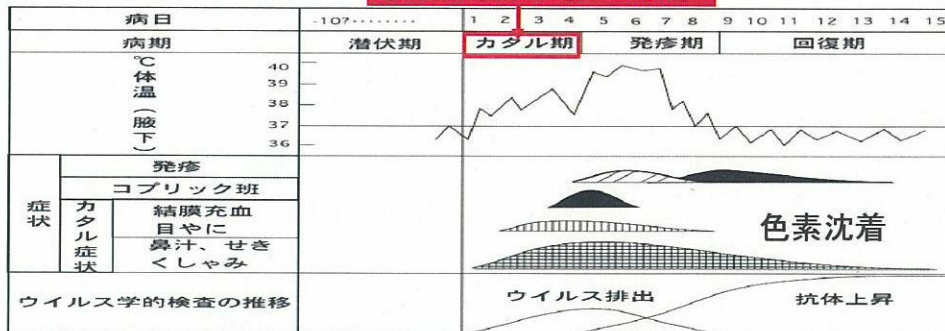 病日 -10?‥‥‥‥ 1 2 3 4 5 6 7 8 9 10 11 12 13 14 15
病期 潜伏期 カタル期 発疹期 回復期
℃
体温(腋下)
40
39
38
37
36
症状
発疹
コプリック班
カタル症状
結膜充血
目やに
鼻汁、せき
くしゃみ
色素沈着
ウイルス学的検査の推移 ウイルス排出 抗体上昇